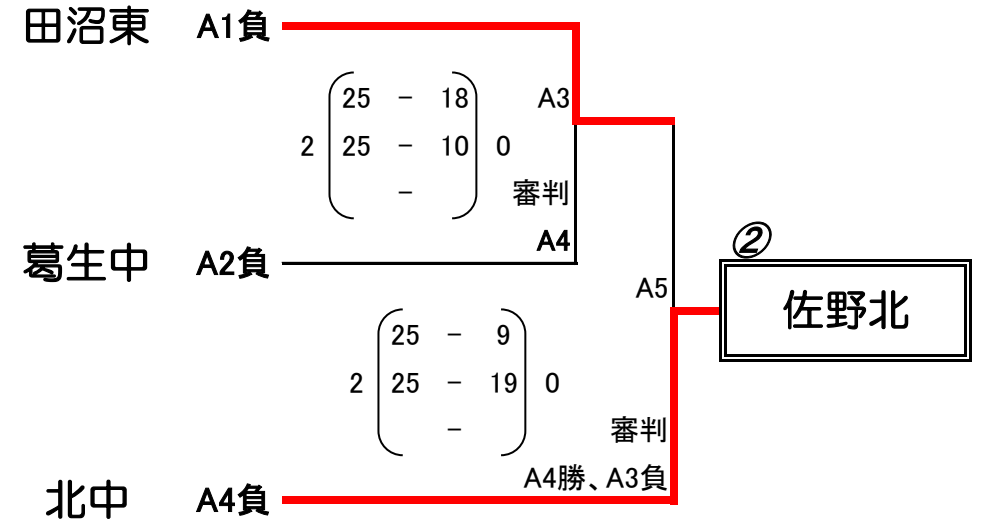 田沼東 A1負
25 - 18 A3
2 25 - 10 0
- 審判
A4
葛生中 A2負
②
A5
佐野北
25 - 9
2 25 - 19 0
- 審判
A4勝、A3負
北中 A4負